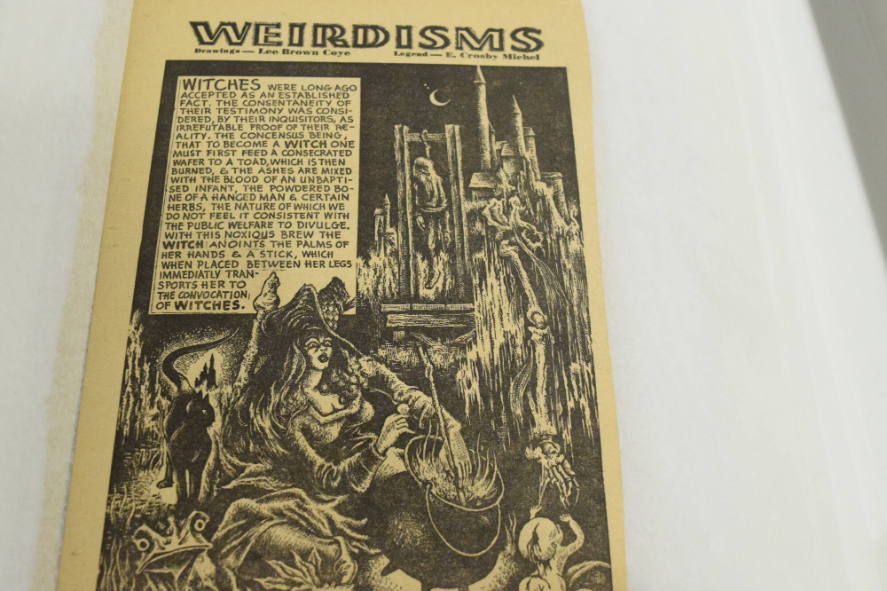 WEIRDISMS
Drawings — Lee Brown Coye Legend — E. Crosby Michel
WITCHES WERE LONG AGO
ACCEPTED AS AN ESTABLISHED
FACT. THE CONSENTANEITY OF
THEIR TESTIMONY WAS CONSI-
DERED, BY THEIR INQUISITORS, AS
IRREFUTABLE PROOF OF THEIR RE-
ALITY. THE CONCENSUS BEING,
THAT TO BECOME A WITCH ONE
MUST FIRST FEED A CONSECRATED
WAFER TO A TOAD, WHICH IS THEN
BURNED, & THE ASHES ARE MIXED
WITH THE BLOOD OF AN UNBAPTI-
SED INFANT, THE POWDERED BO-
NE OF A HANGED MAN & CERTAIN
HERBS, THE NATURE OF WHICH WE
DO NOT FEEL IT CONSISTENT WITH
THE PUBLIC WELFARE TO DIVULGE.
WITH THIS NOXIOUS BREW THE
WITCH ANOINTS THE PALMS OF
HER HANDS & A STICK, WHICH
WHEN PLACED BETWEEN HER LEGS
IMMEDIATLY TRAN-
SPORTS HER TO
THE CONVOCATION
OF WITCHES.